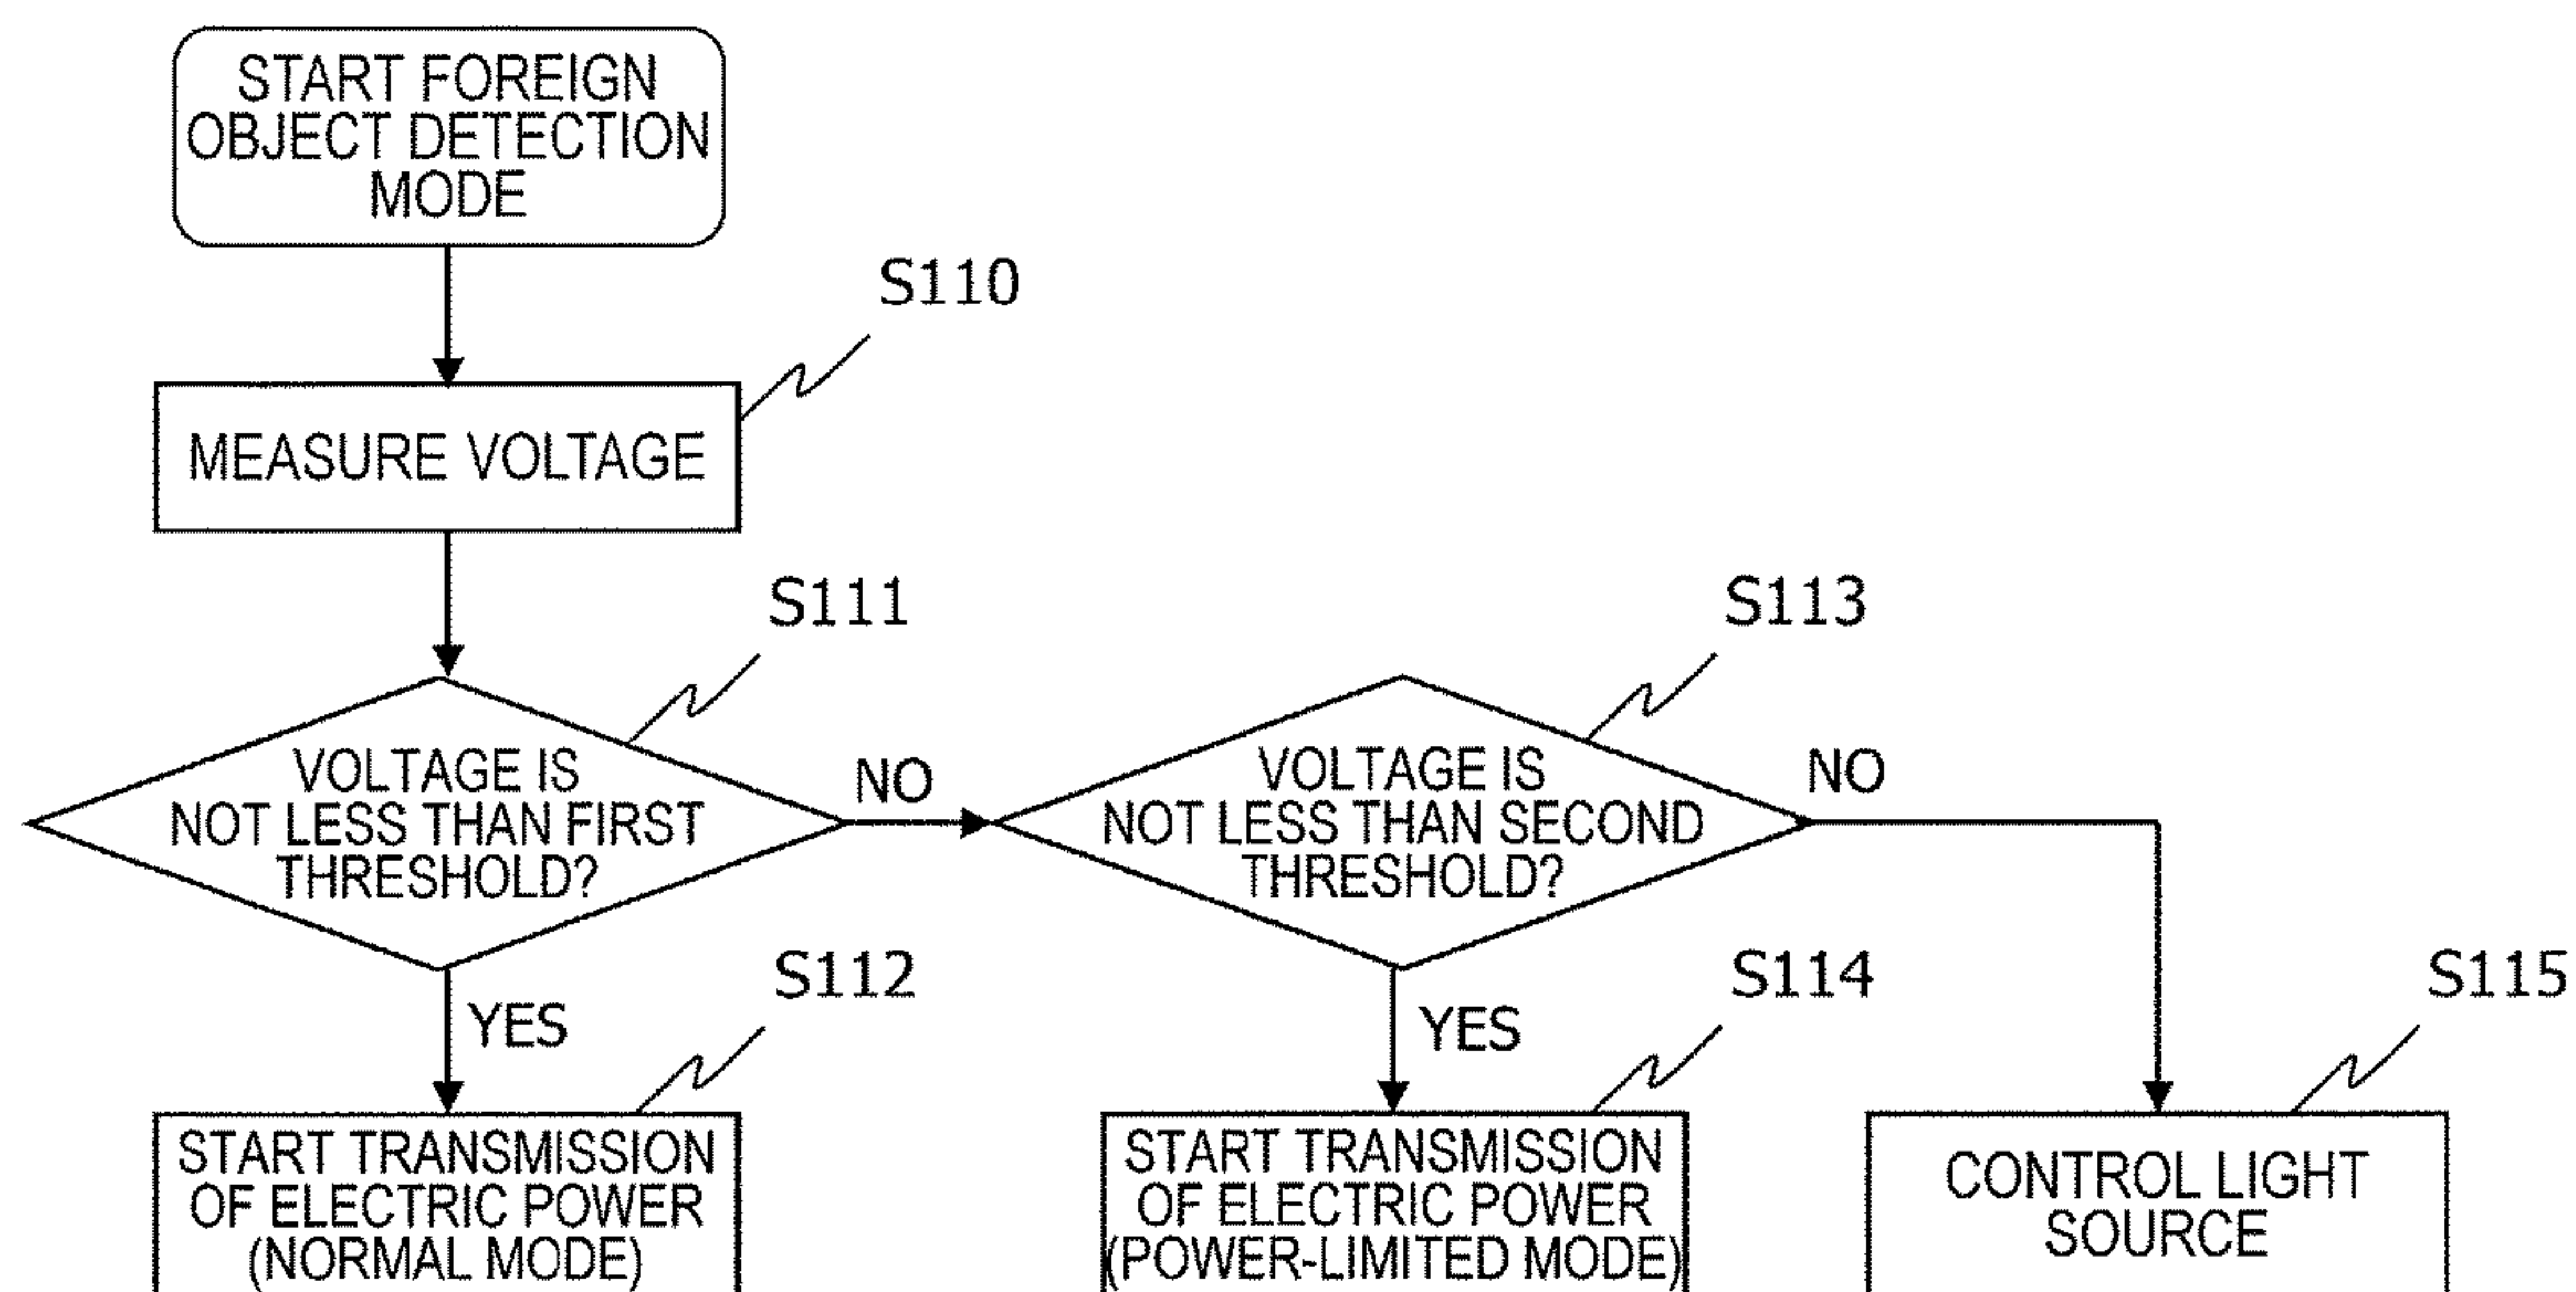 START FOREIGN
OBJECT DETECTION
MODE
S110
MEASURE VOLTAGE
S111
VOLTAGE IS
NOT LESS THAN FIRST
THRESHOLD?
NO
S113
VOLTAGE IS
NOT LESS THAN SECOND
THRESHOLD?
NO
YES
S112
START TRANSMISSION
OF ELECTRIC POWER
(NORMAL MODE)
YES
S114
START TRANSMISSION
OF ELECTRIC POWER
(POWER-LIMITED MODE)
S115
CONTROL LIGHT
SOURCE